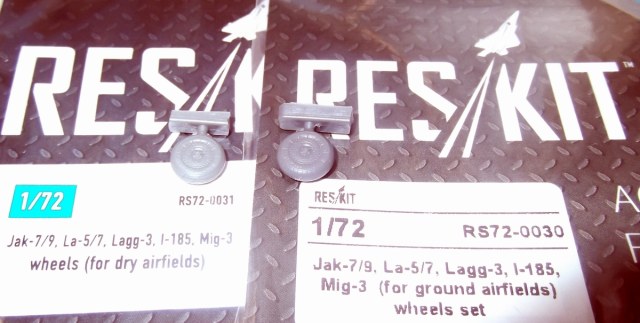 RES/KIT
1/72
RS72-0031
Jak-7/9, La-5/7, Lagg-3, I-185, Mig-3
wheels (for dry airfields)
RES/KIT™
RES/KIT
1/72
RS72-0030
Jak-7/9, La-5/7, Lagg-3, I-185,
Mig-3 (for ground airfields)
wheels set